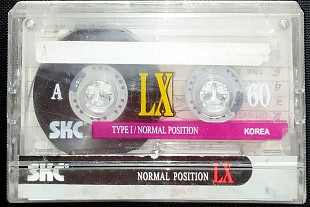 A LX 60
SKC TYPE I / NORMAL POSITION KOREA
SKC NORMAL POSITION LX